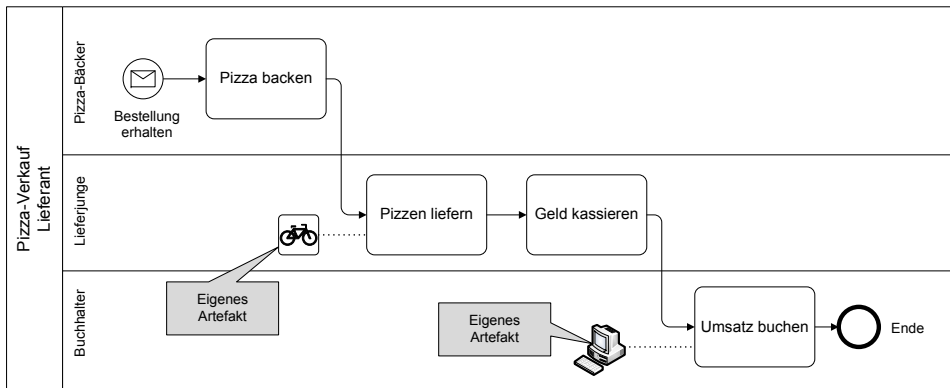 Pizza-Verkauf
Lieferant
Pizza-Bäcker
Bestellung
erhalten
Pizza backen
Lieferjunge
Pizzen liefern
Geld kassieren
Eigenes
Artefakt
Buchhalter
Eigenes
Artefakt
Umsatz buchen
Ende